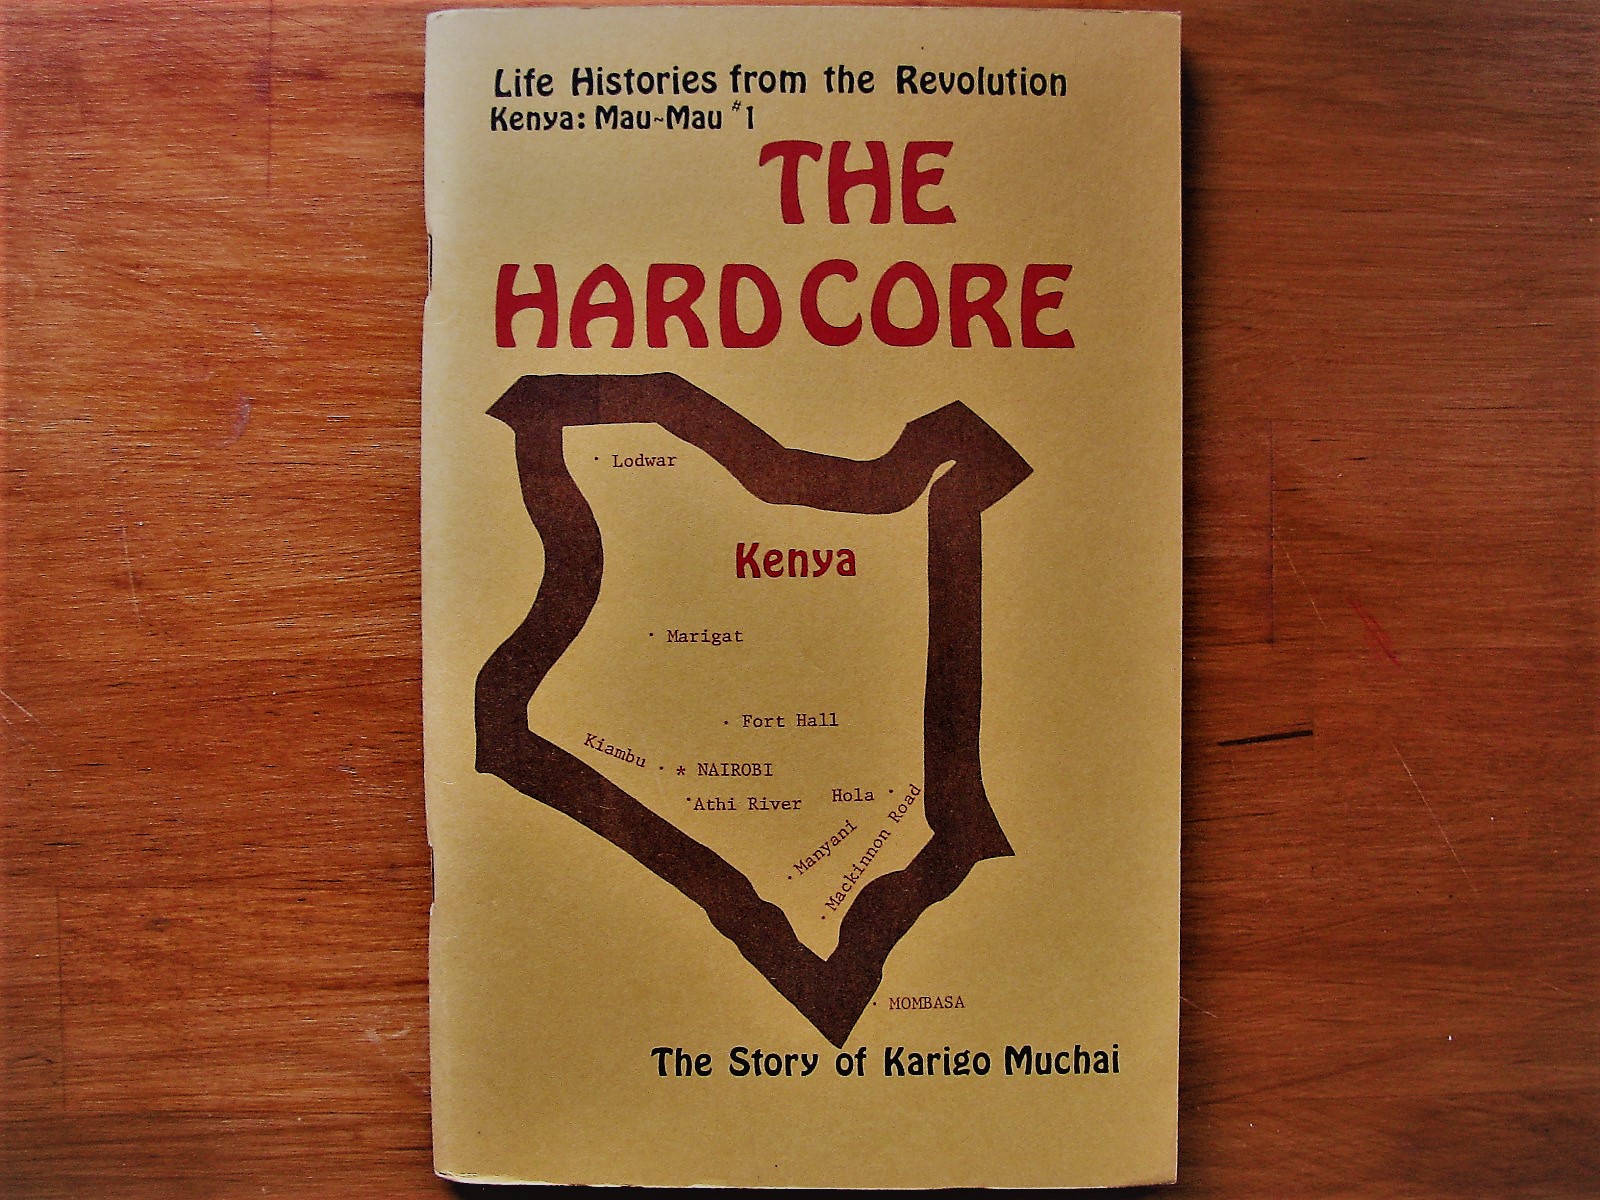 Life Histories from the Revolution
Kenya: Mau~Mau #1
THE
HARDCORE
Lodwar
Kenya
Marigat
Fort Hall
Kiambu
* NAIROBI
Athi River
Hola
Manyani
Mackinnon Road
MOMBASA
The Story of Karigo Muchai